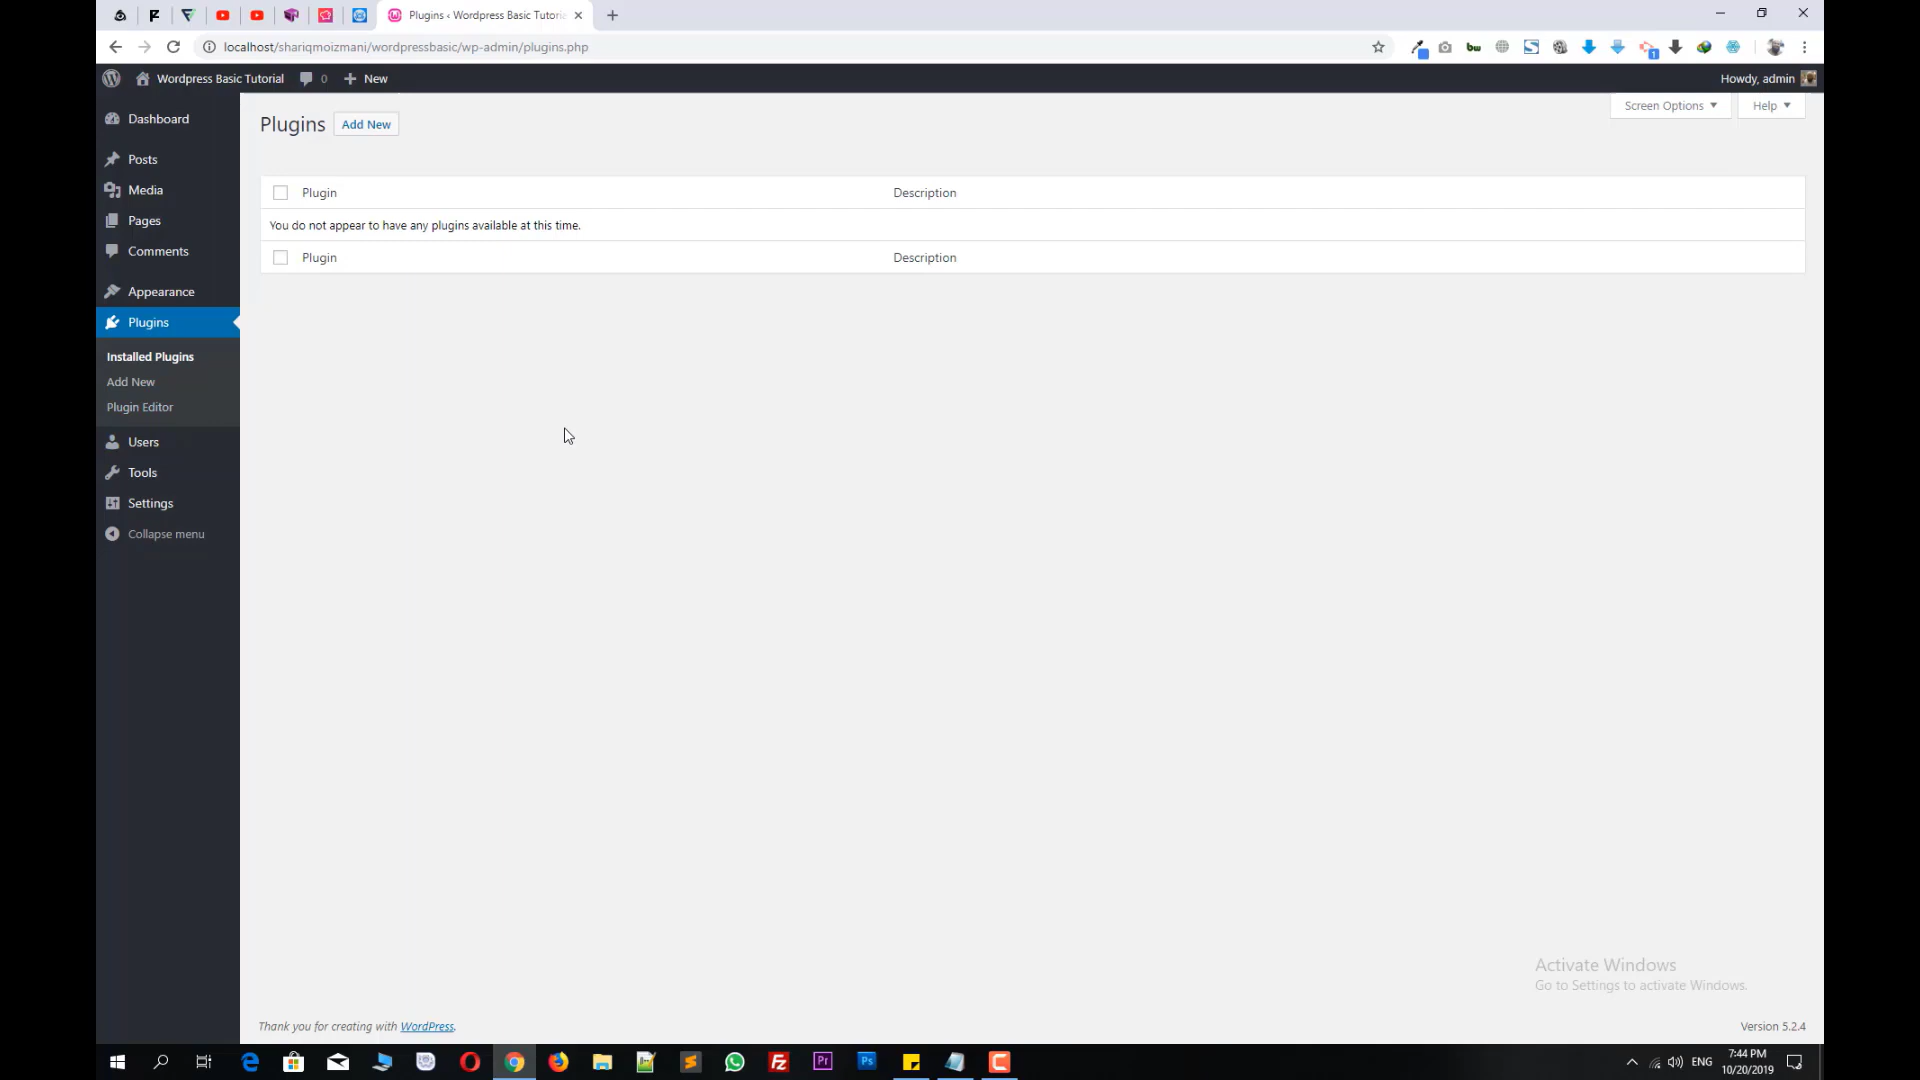 Plugins ‹ Wordpress Basic Tutoria
localhost/shariqmoizmani/wordpressbasic/wp-admin/plugins.php
Wordpress Basic Tutorial 0 New Howdy, admin
Screen Options Help
Dashboard
Posts
Media
Pages
Comments
Appearance
Plugins
Installed Plugins
Add New
Plugin Editor
Users
Tools
Settings
Collapse menu
Plugins Add New
Plugin Description
You do not appear to have any plugins available at this time.
Plugin Description
Activate Windows
Go to Settings to activate Windows.
Thank you for creating with WordPress. Version 5.2.4
ENG 7:44 PM
10/20/2019